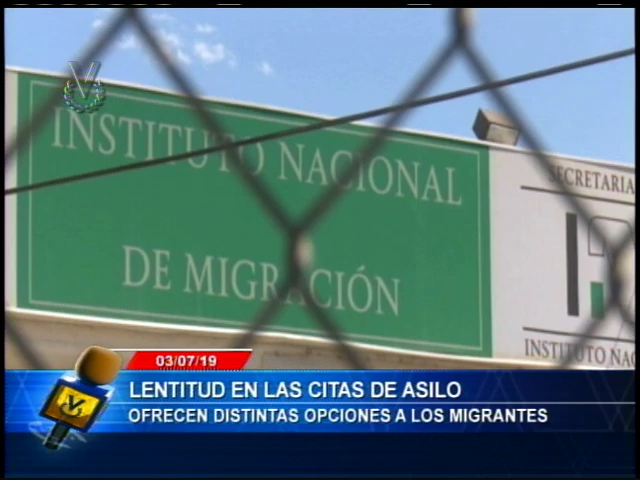 INSTITUTO NACIONAL
DE MIGRACIÓN
SECRETARIA
INSTITUTO NAC
03/07/19
LENTITUD EN LAS CITAS DE ASILO
OFRECEN DISTINTAS OPCIONES A LOS MIGRANTES